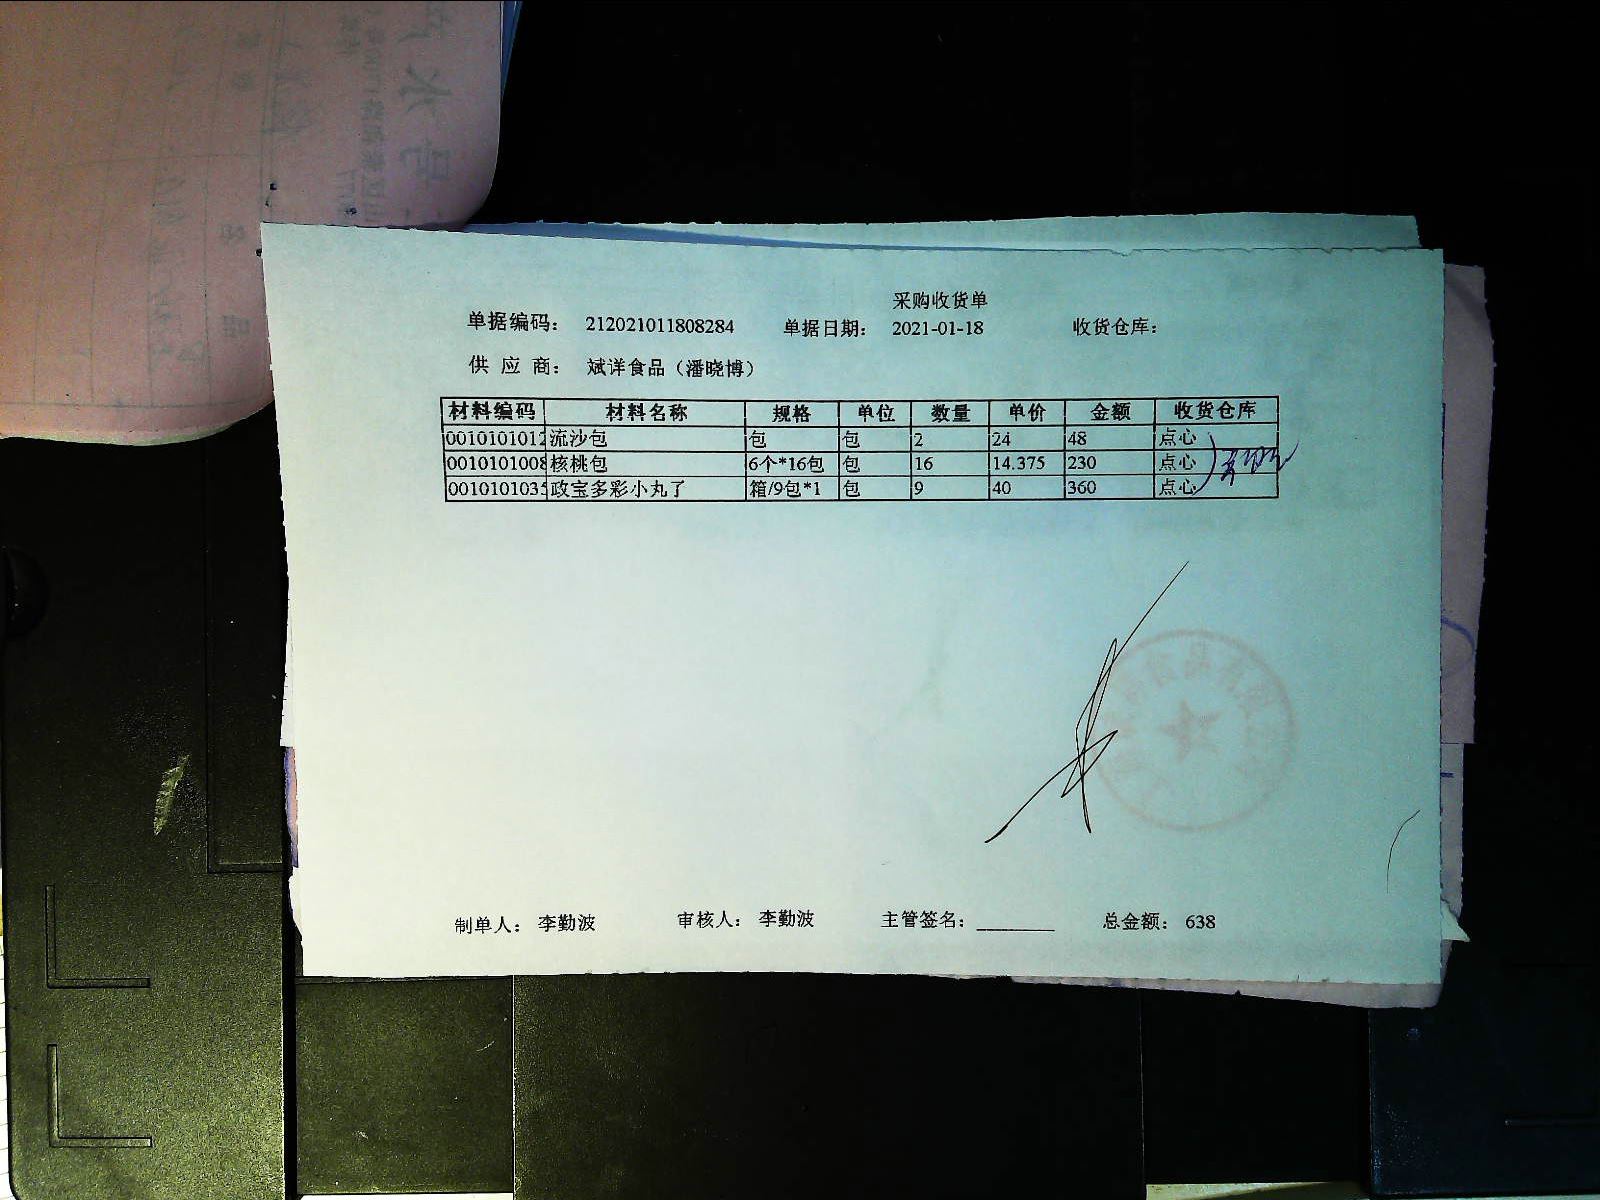 采购收货单
单据编码： 212021011808284 单据日期： 2021-01-18 收货仓库：
供 应 商： 斌洋食品（潘晓博）
材料编码 材料名称 规格 单位 数量 单价 金额 收货仓库
0010101012 流沙包 包 包 2 24 48 点心
0010101008 核桃包 6个*16包 包 16 14.375 230 点心
0010101035 政宝多彩小丸了 箱/9包*1 包 9 40 360 点心
制单人： 李勤波 审核人： 李勤波 主管签名： 总金额： 638